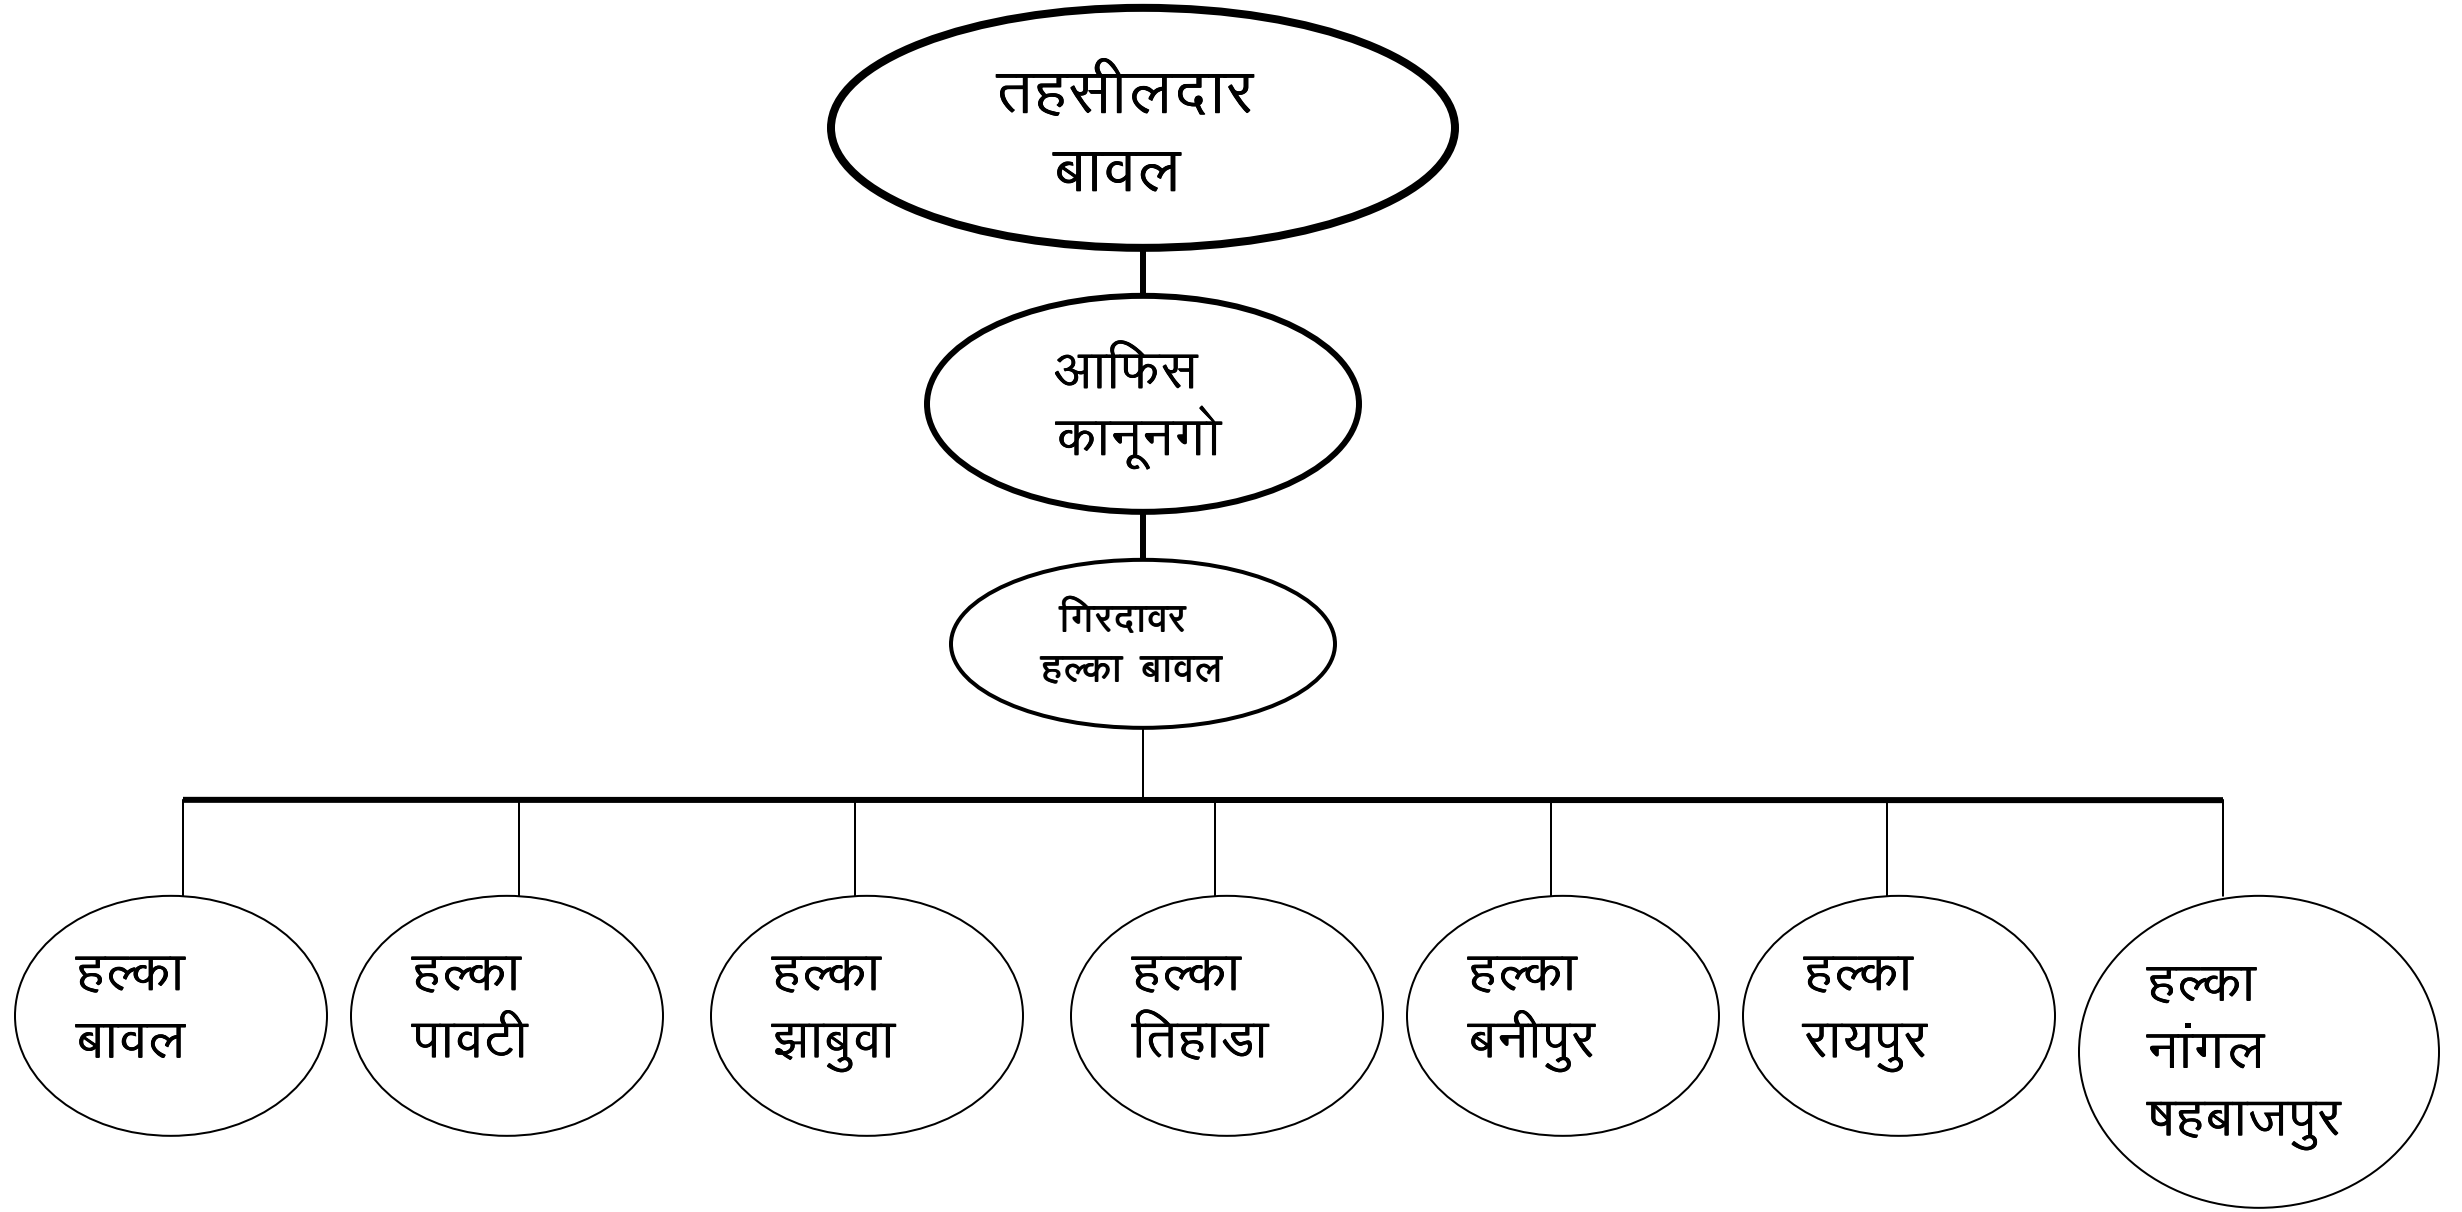 तहसीलदार
बावल
आफिस
कानूनगो
गिरदावर
हल्का बावल
हल्का
बावल
हल्का
पावटी
हल्का
झाबुवा
हल्का
तिहाडा
हल्का
बनीपुर
हल्का
रायपुर
हल्का
नांगल
षहबाजपुर